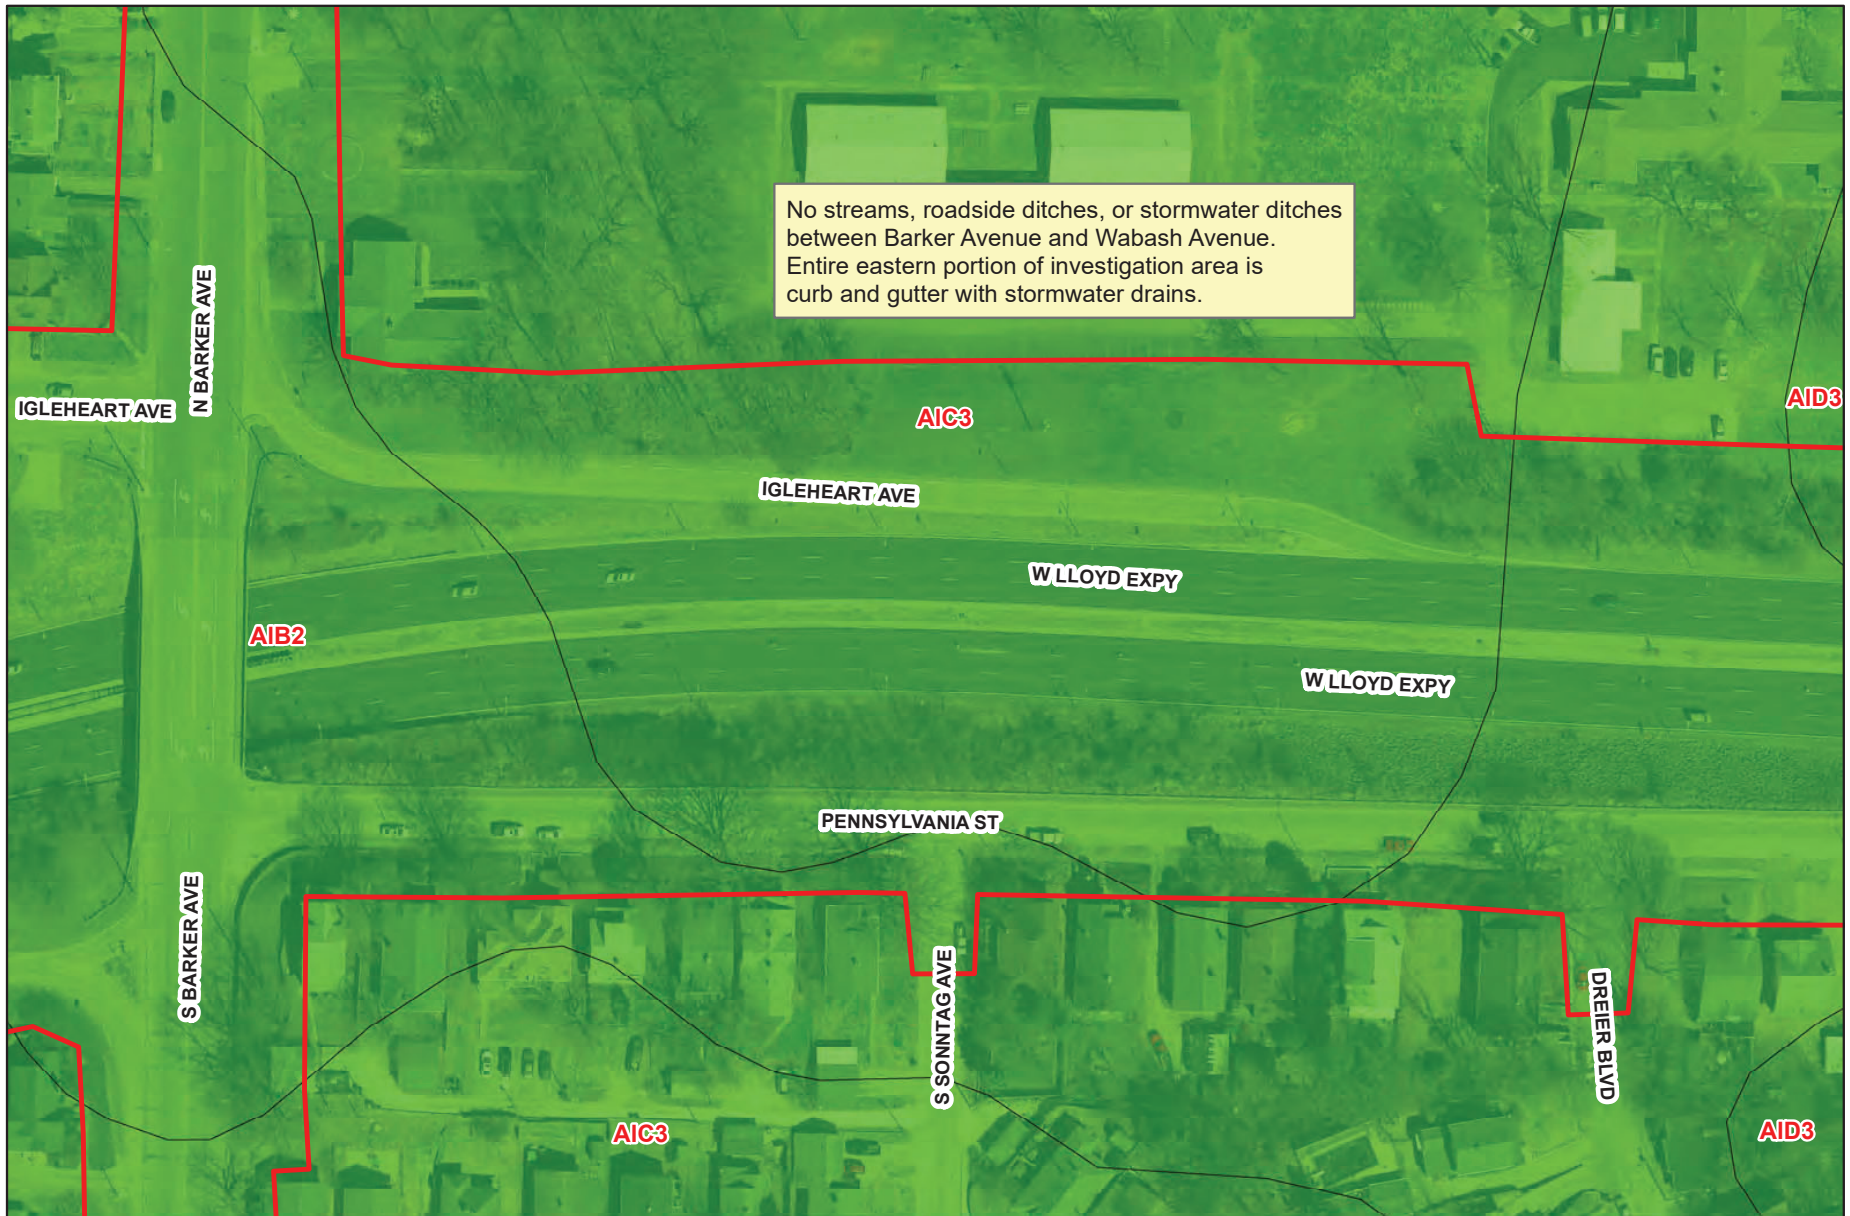 No streams, roadside ditches, or stormwater ditches
between Barker Avenue and Wabash Avenue.
Entire eastern portion of investigation area is
curb and gutter with stormwater drains.
N BARKER AVE
IGLEHEART AVE
AIC3
AID3
IGLEHEART AVE
W LLOYD EXPY
AIB2
W LLOYD EXPY
PENNSYLVANIA ST
S BARKER AVE
S SONNTAG AVE
DREIER BLVD
AIC3
AID3